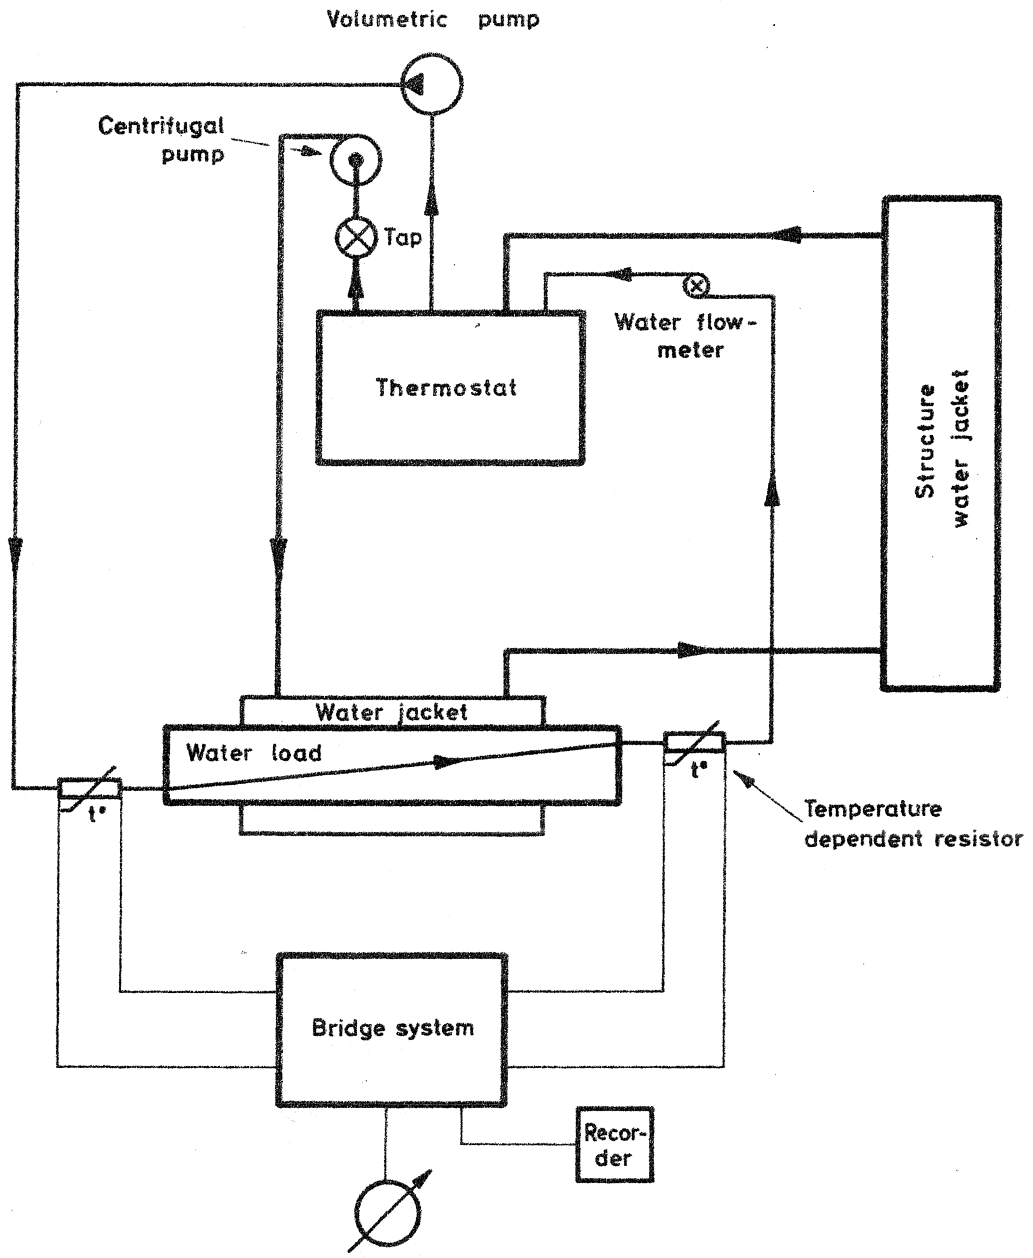 Volumetric pump
Centrifugal
pump
Tap
Water flow-
meter
Thermostat
Structure
water jacket
Water jacket
Water load
t°
t°
Temperature
dependent resistor
Bridge system
Recor-
der